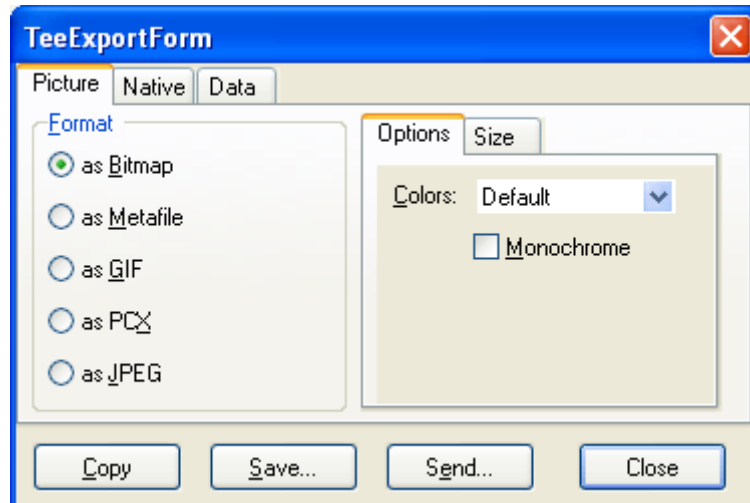 TeeExportForm
Picture Native Data
Format
as Bitmap
as Metafile
as GIF
as PCX
as JPEG
Options Size
Colors: Default
Monochrome
Copy Save... Send... Close